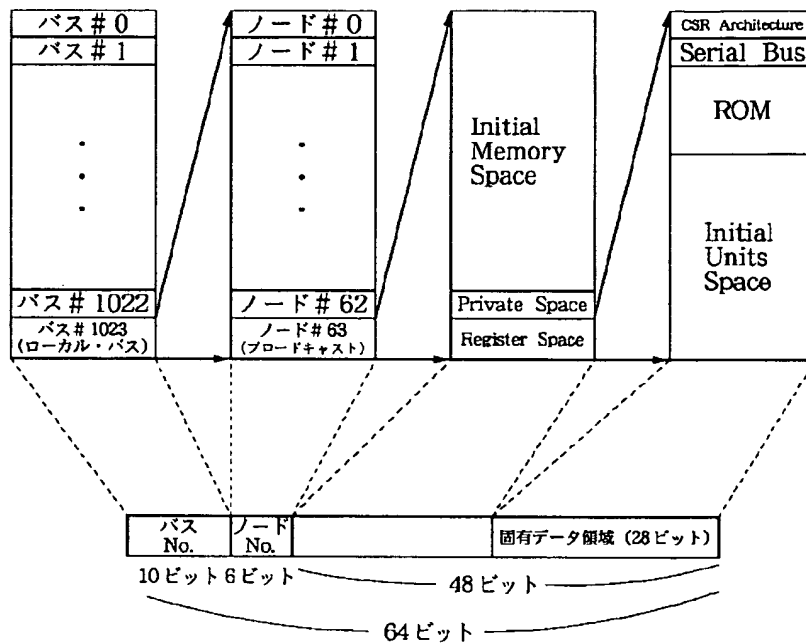 バス#0
バス#1
バス#1022
バス#1023
(ローカル・バス)
ノード#0
ノード#1
ノード#62
ノード#63
(ブロードキャスト)
Initial
Memory
Space
Private Space
Register Space
CSR Architecture
Serial Bus
ROM
Initial
Units
Space
バス
No.
ノード
No.
固有データ領域(28ビット)
10ビット 6ビット
48ビット
64ビット